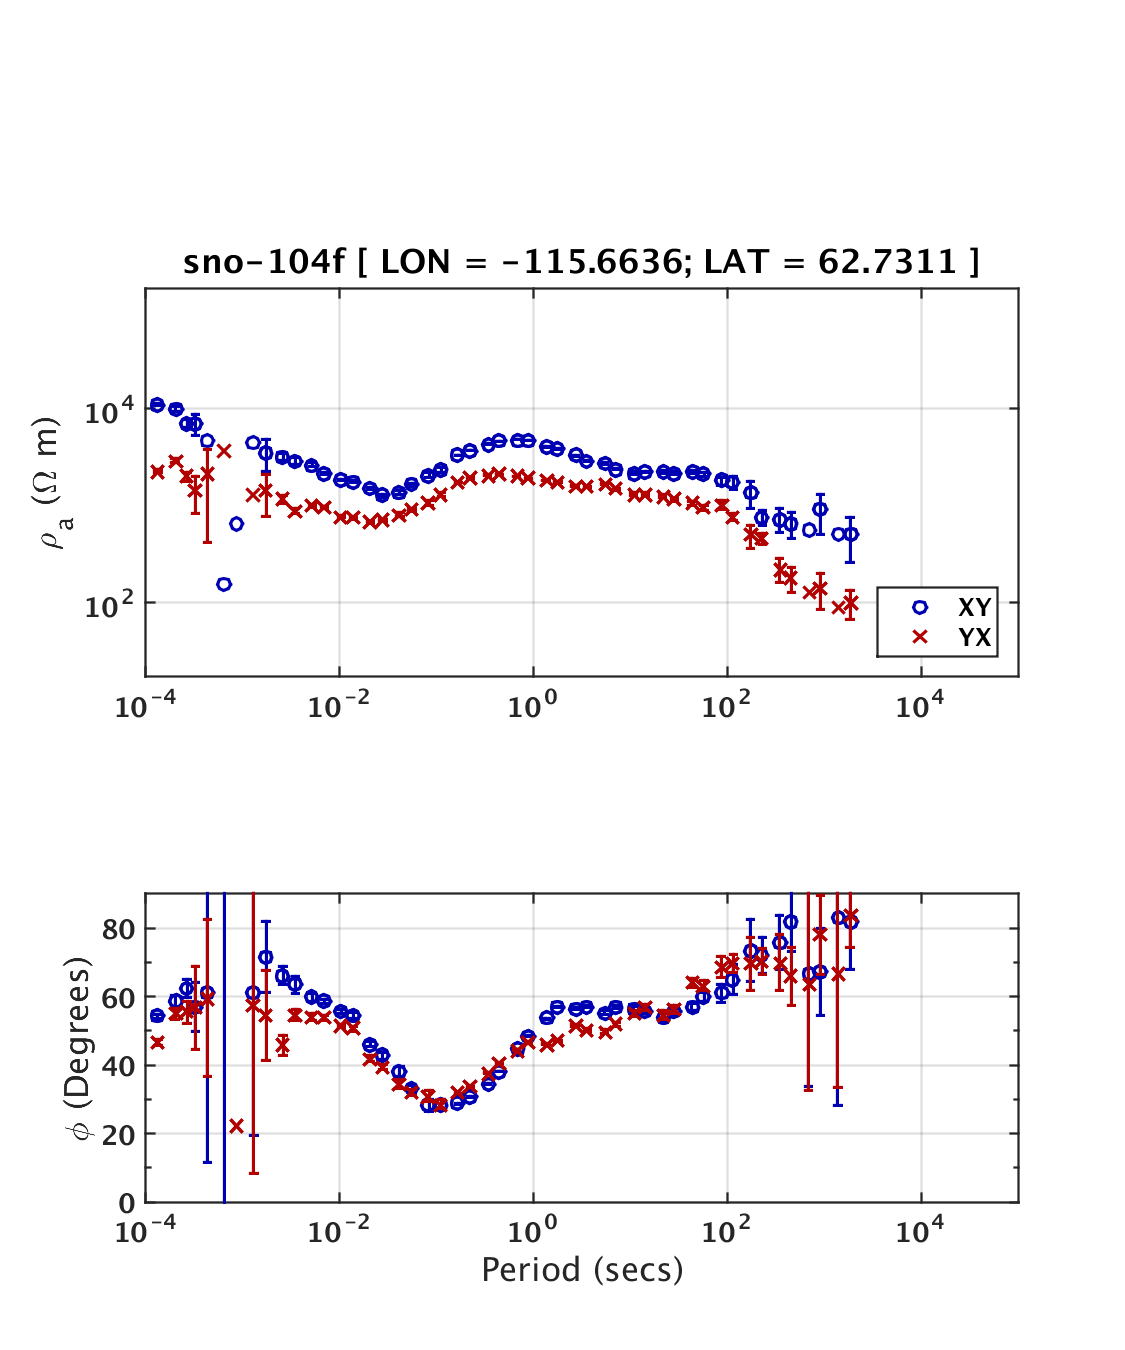 sno-104f [ LON = -115.6636; LAT = 62.7311 ]
ρa (Ω m)
10^4
10^2
XY
YX
10^-4 10^-2 10^0 10^2 10^4
ϕ (Degrees)
80
60
40
20
0
10^-4 10^-2 10^0 10^2 10^4
Period (secs)